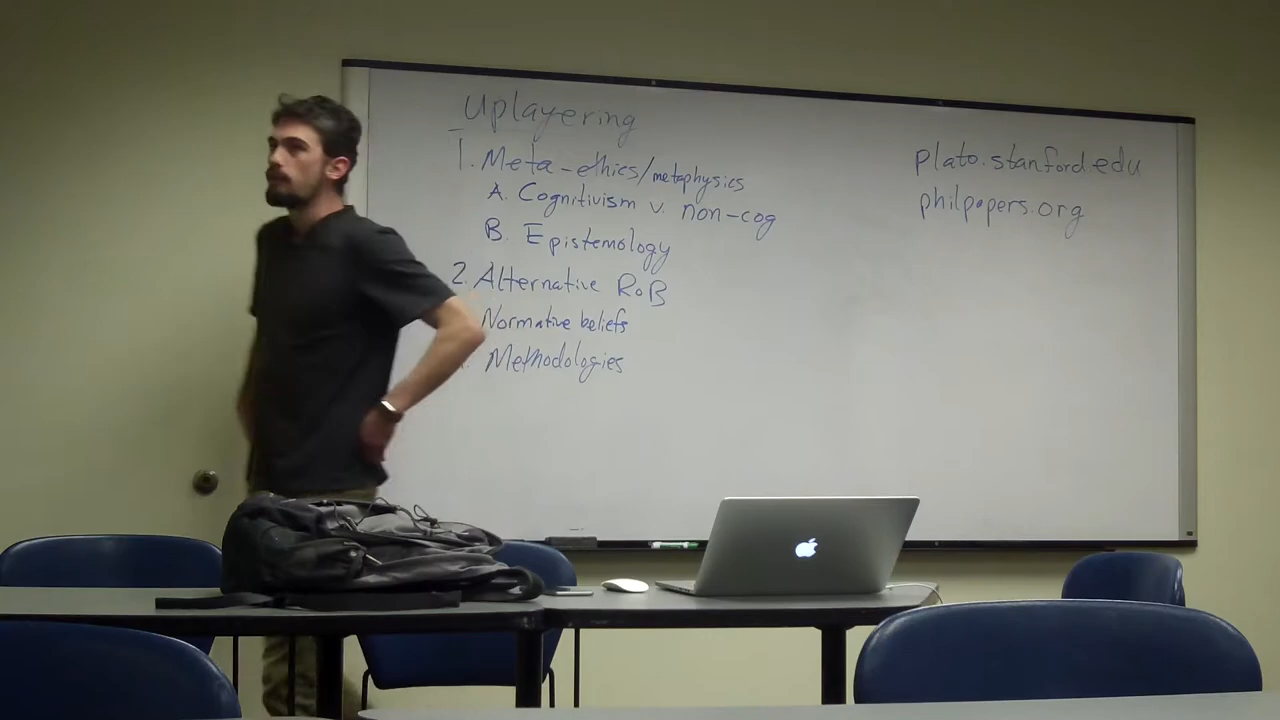 Uplayering
1. Meta-ethics/metaphysics
A. Cognitivism v. non-cog
B. Epistemology
2. Alternative RoB
Normative beliefs
Methodologies
plato.stanford.edu
philpapers.org